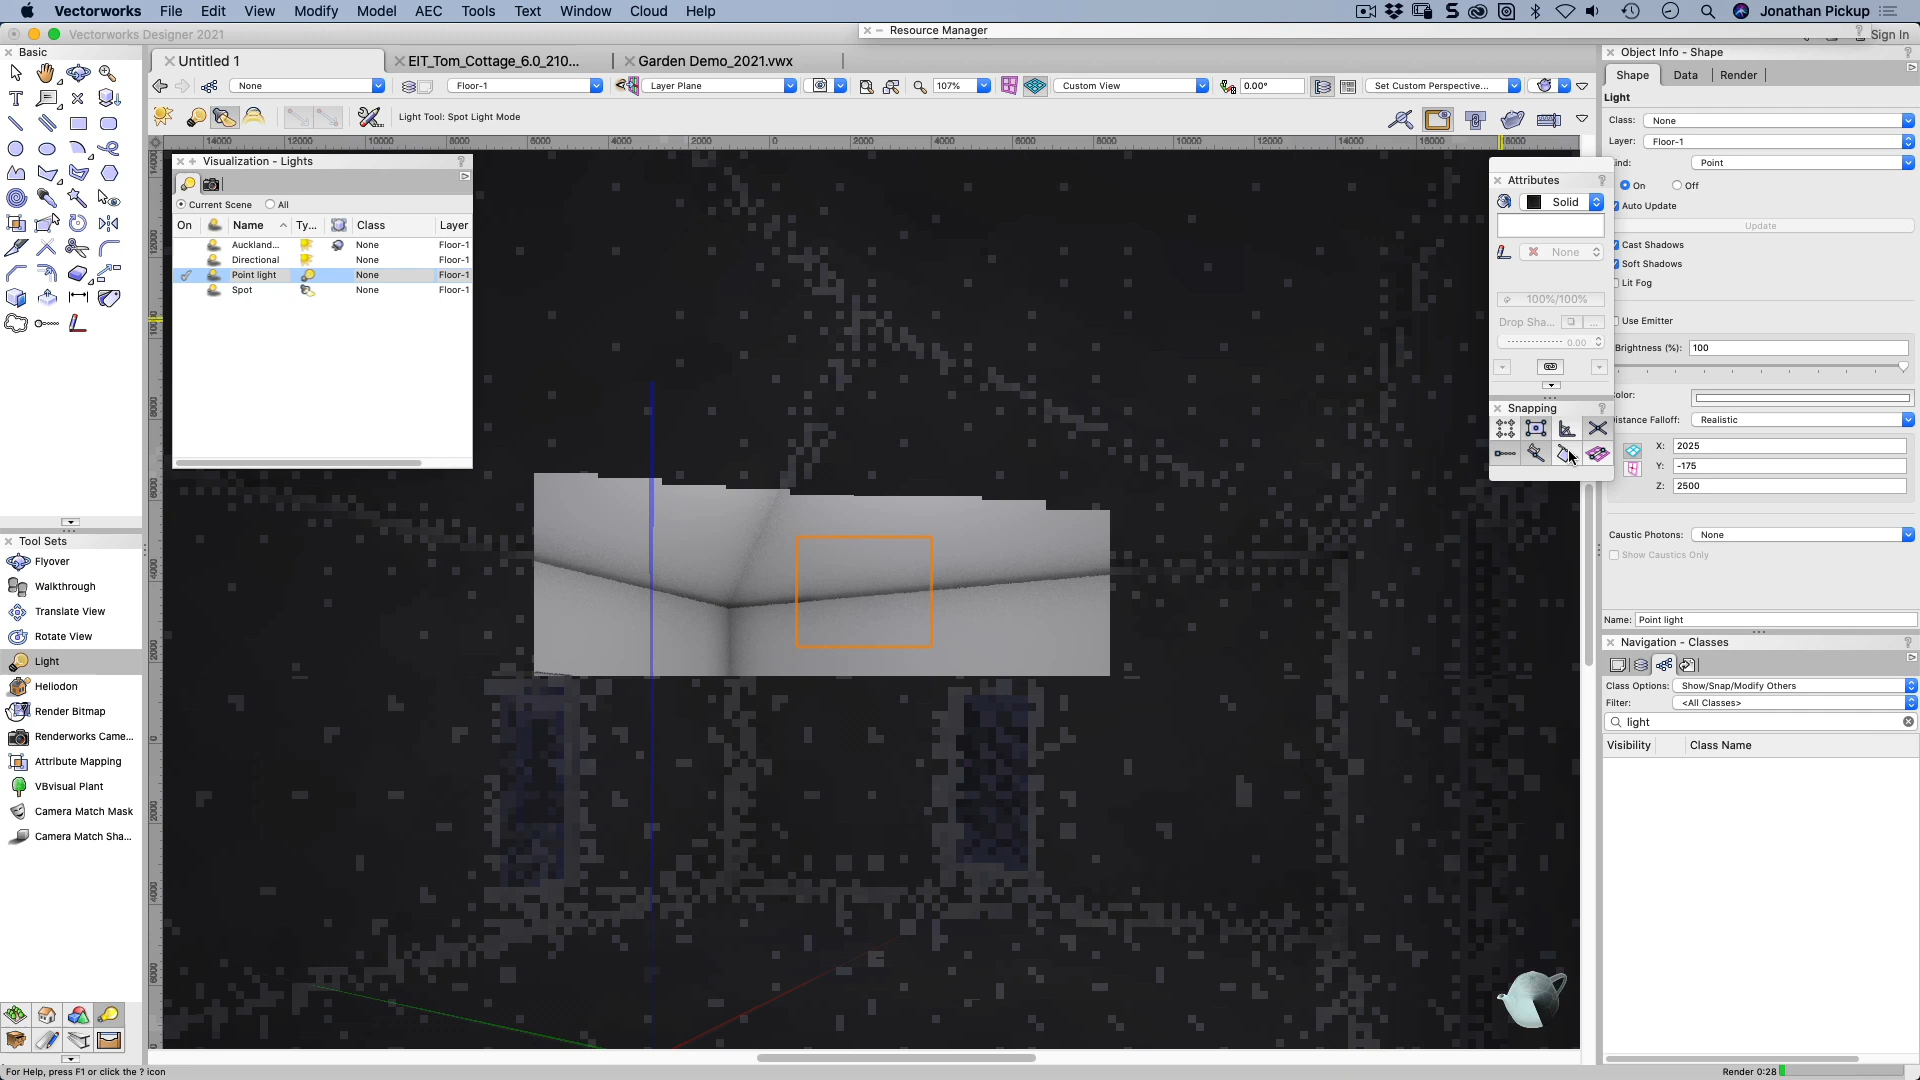 Vectorworks File Edit View Modify Model AEC Tools Text Window Cloud Help Jonathan Pickup
Vectorworks Designer 2021
Resource Manager
Sign In
Basic
Untitled 1
EIT_Tom_Cottage_6.0_210...
Garden Demo_2021.vwx
None
Floor-1
Layer Plane
107%
Custom View
0.00°
Set Custom Perspective...
Light Tool: Spot Light Mode
Visualization - Lights
Current Scene All
On Name Ty... Class Layer
Auckland... None Floor-1
Directional None Floor-1
Point light None Floor-1
Spot None Floor-1
Attributes
Solid
None
100%/100%
Drop Sha...
0.00
Snapping
Object Info - Shape
Shape Data Render
Light
Class: None
Layer: Floor-1
ind: Point
On Off
Auto Update
Update
Cast Shadows
Soft Shadows
Lit Fog
Use Emitter
Brightness (%): 100
olor:
istance Falloff: Realistic
X: 2025
Y: -175
Z: 2500
Caustic Photons: None
Show Caustics Only
Name: Point light
Navigation - Classes
Class Options: Show/Snap/Modify Others
Filter: <All Classes>
light
Visibility Class Name
Tool Sets
Flyover
Walkthrough
Translate View
Rotate View
Light
Heliodon
Render Bitmap
Renderworks Came...
Attribute Mapping
VBvisual Plant
Camera Match Mask
Camera Match Sha...
For Help, press F1 or click the ? icon
Render 0:28